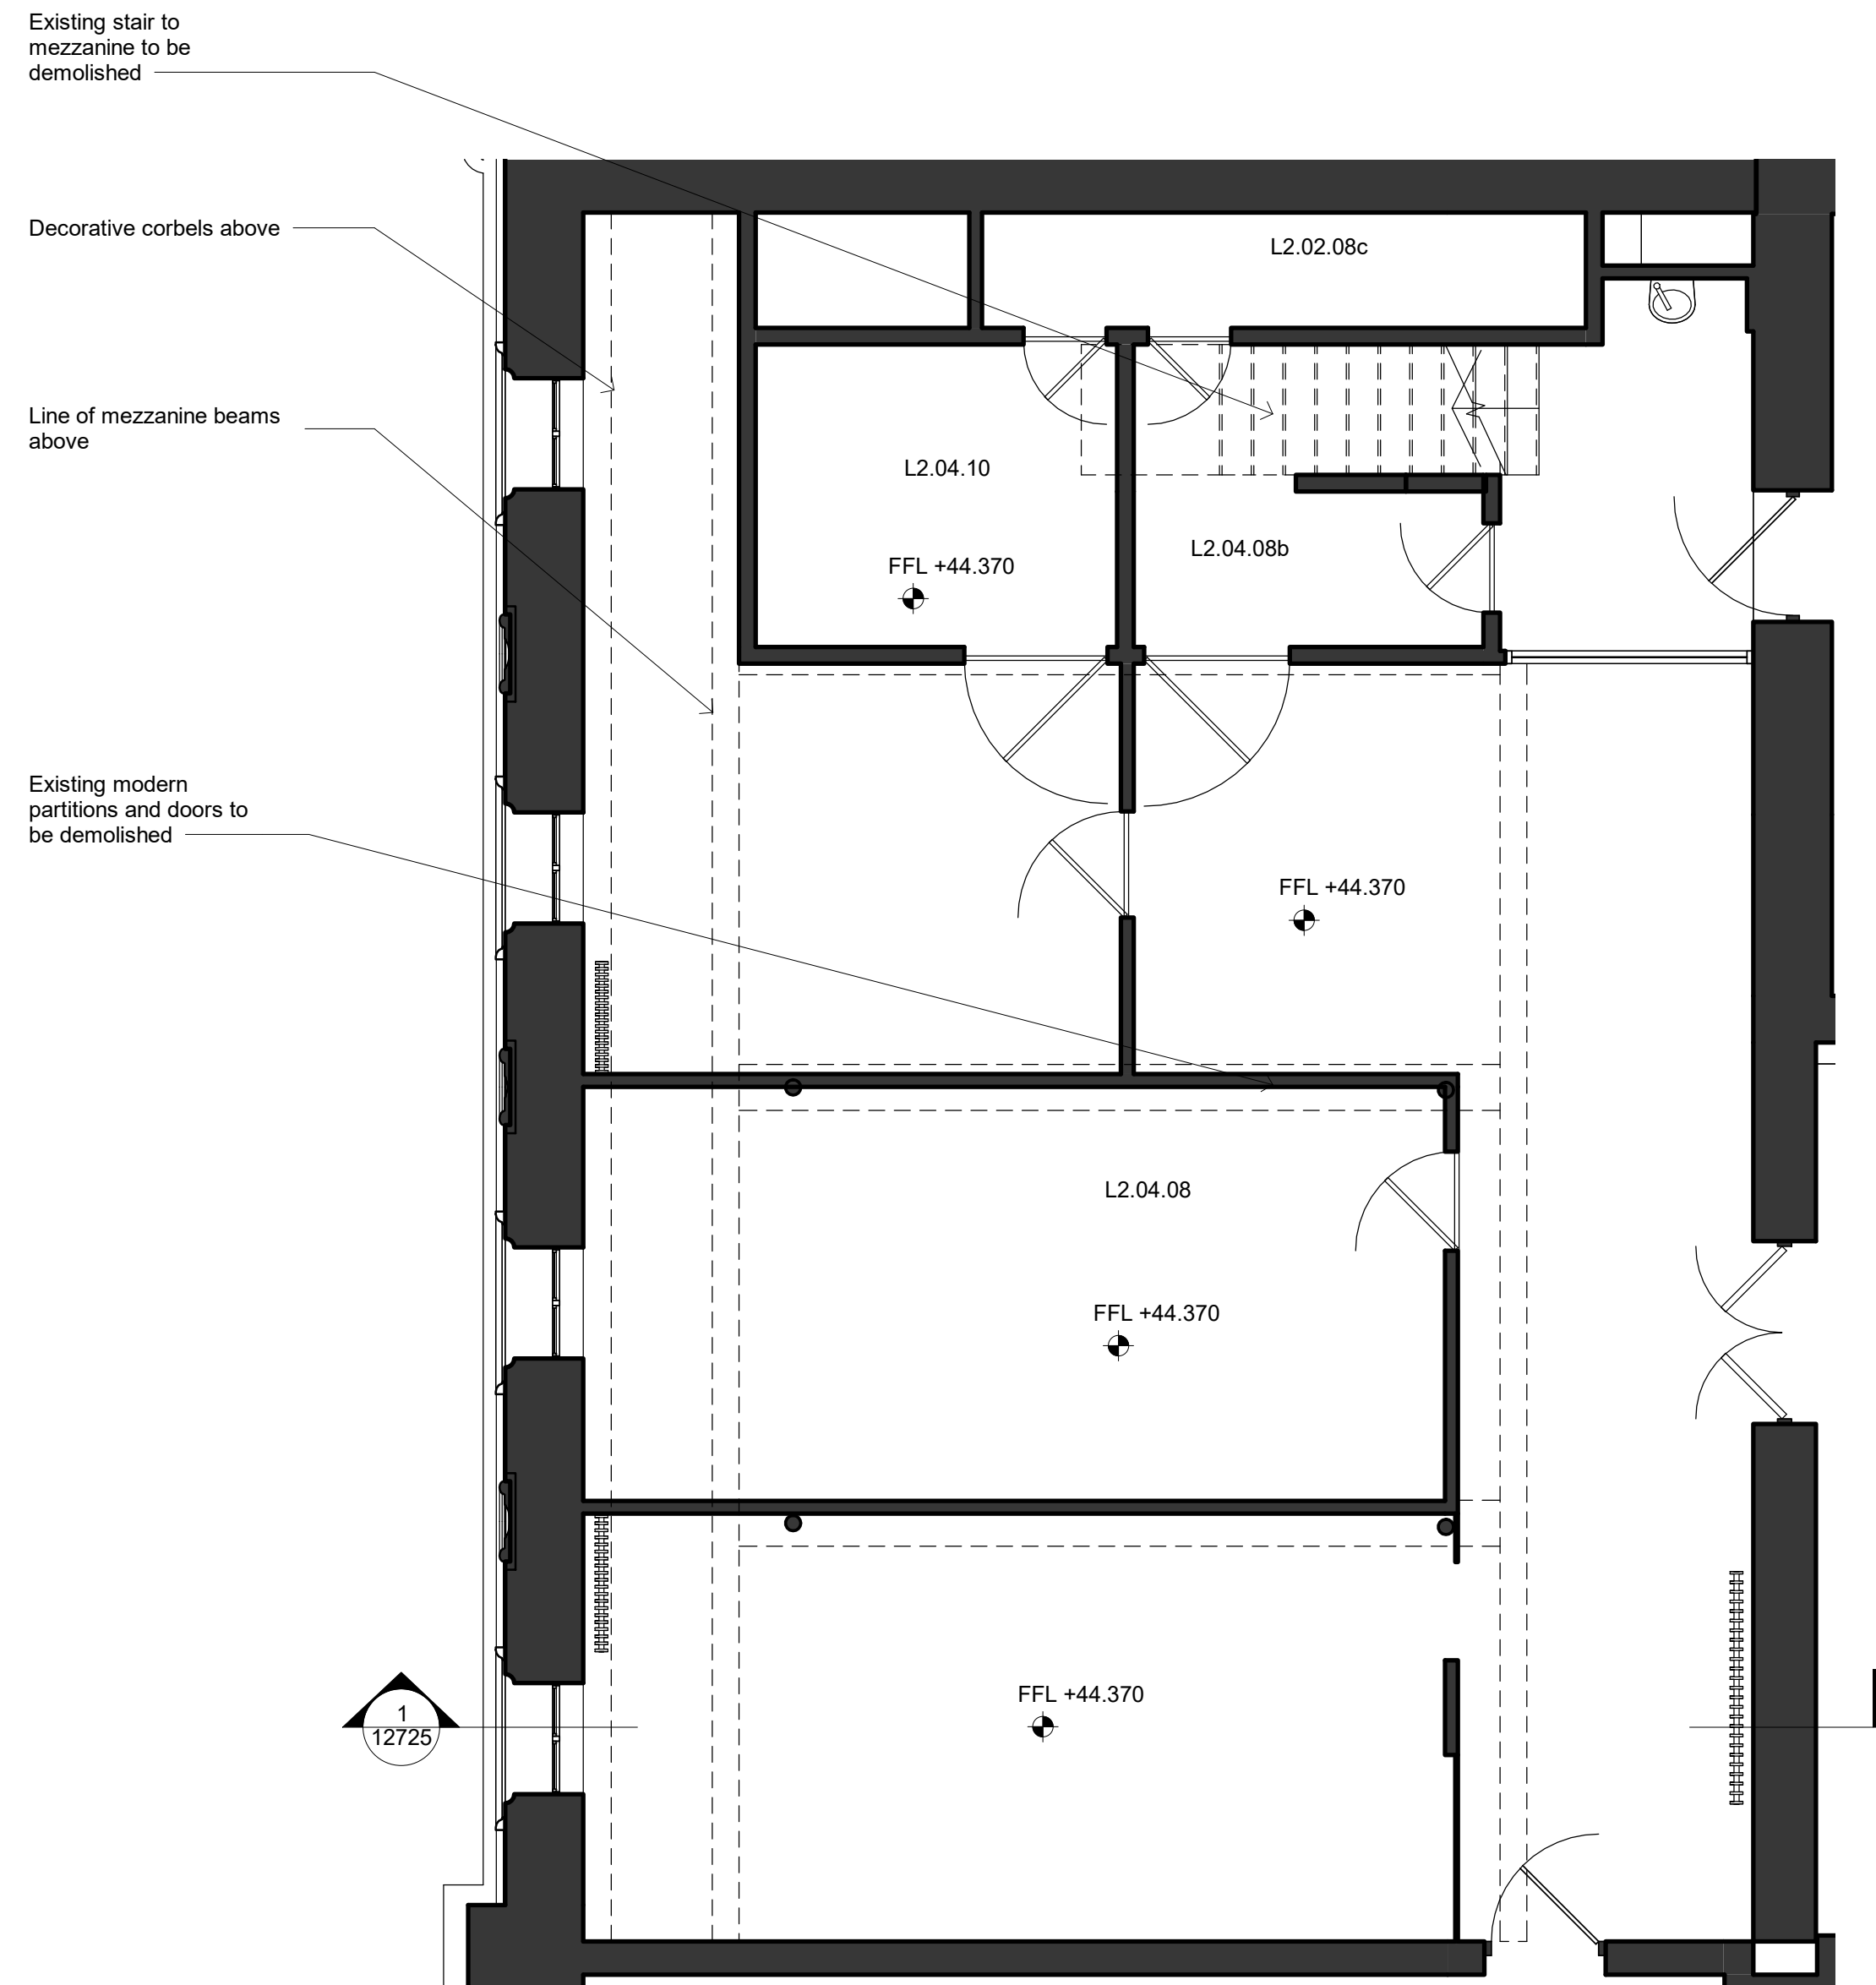 Existing stair to
mezzanine to be
demolished
Decorative corbels above
L2.02.08c
Line of mezzanine beams
above
L2.04.10
L2.04.08b
FFL +44.370
Existing modern
partitions and doors to
be demolished
FFL +44.370
L2.04.08
FFL +44.370
FFL +44.370
1
12725